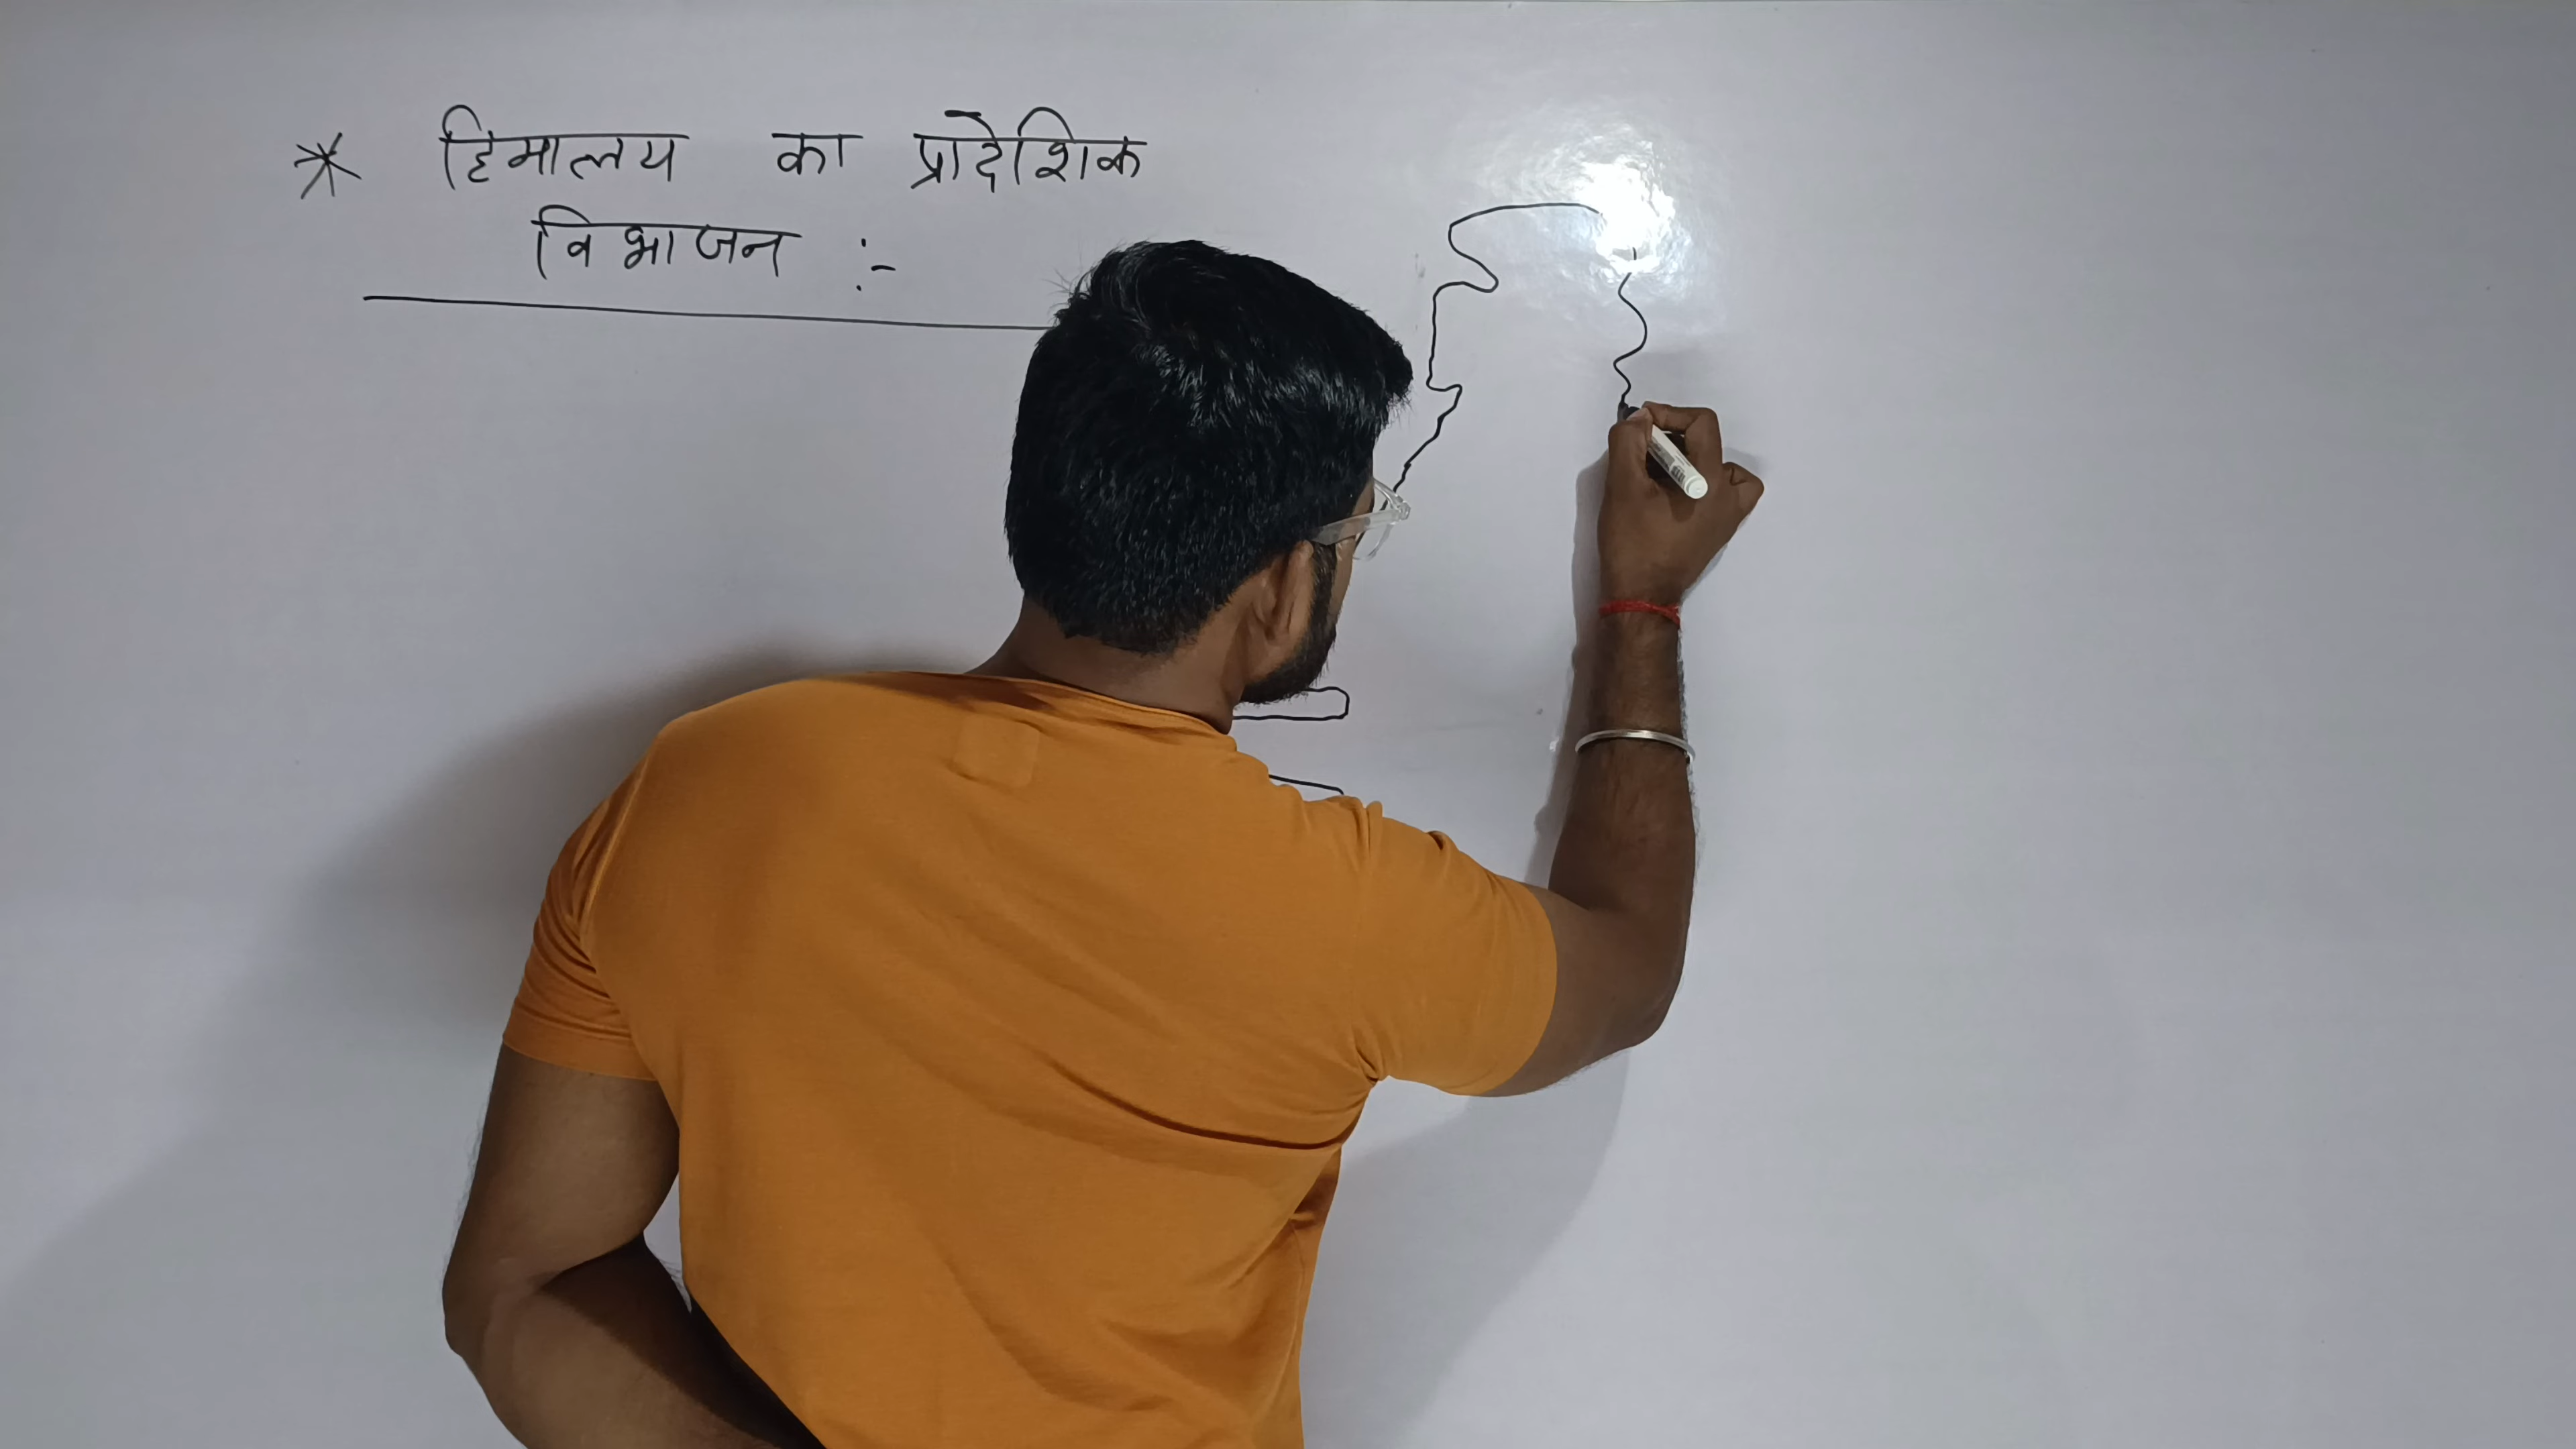 * हिमालय का प्रादेशिक
विभाजन :-